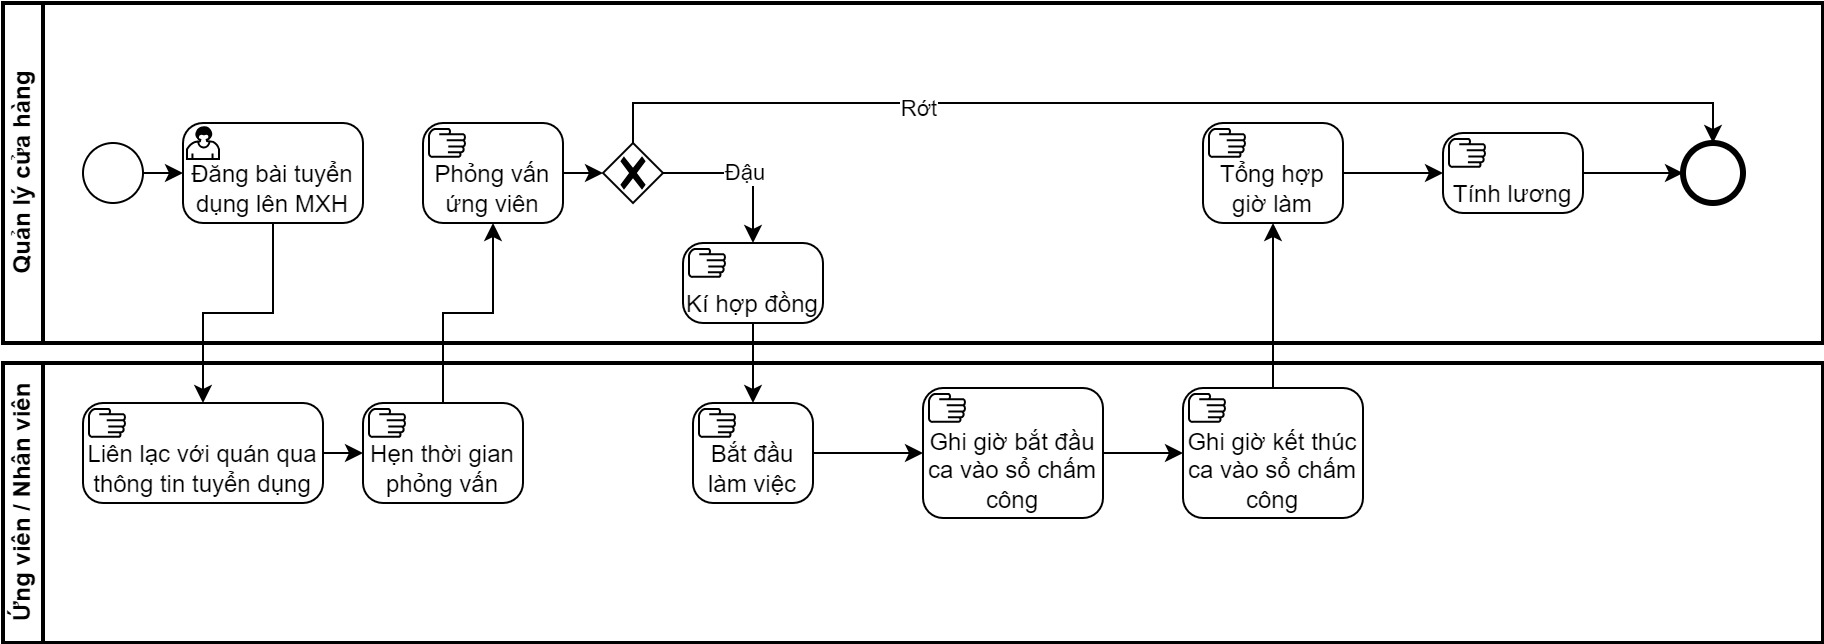 Quản lý cửa hàng
Đăng bài tuyển
dụng lên MXH
Phỏng vấn
ứng viên
Rớt
Đậu
Kí hợp đồng
Tổng hợp
giờ làm
Tính lương
Ứng viên / Nhân viên
Liên lạc với quán qua
thông tin tuyển dụng
Hẹn thời gian
phỏng vấn
Bắt đầu
làm việc
Ghi giờ bắt đầu
ca vào sổ chấm
công
Ghi giờ kết thúc
ca vào sổ chấm
công